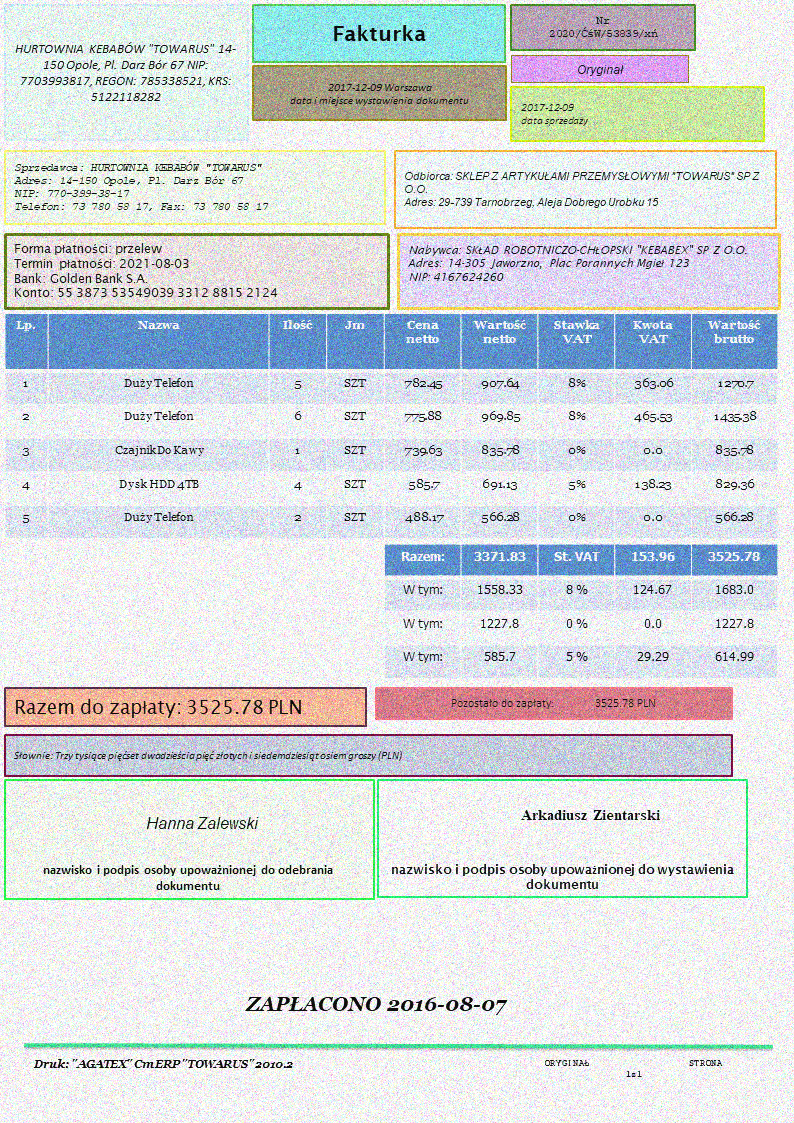 HURTOWNIA KEBABÓW "TOWARUS" 14-
150 Opole, Pl. Darz Bór 67 NIP:
7703993817, REGON: 785338521, KRS:
5122118282
Fakturka
2017-12-09 Warszawa
data i miejsce wystawienia dokumentu
Nr
2020/ĆśW/53839/xń
Oryginał
2017-12-09
data sprzedaży
Sprzedawca: HURTOWNIA KEBABÓW "TOWARUS"
Adres: 14-150 Opole, Pl. Darz Bór 67
NIP: 770-399-38-17
Telefon: 73 780 58 17, Fax: 73 780 58 17
Odbiorca: SKLEP Z ARTYKUŁAMI PRZEMYSŁOWYMI "TOWARUS" SP Z
O.O.
Adres: 29-739 Tarnobrzeg, Aleja Dobrego Urobku 15
Forma płatności: przelew
Termin płatności: 2021-08-03
Bank: Golden Bank S.A.
Konto: 55 3873 53549039 3312 8815 2124
Nabywca: SKŁAD ROBOTNICZO-CHŁOPSKI "KEBABEX" SP Z O.O.
Adres: 14-305 Jaworzno, Plac Porannych Mgieł 123
NIP: 4167624260
Lp. Nazwa Ilość Jm Cena netto Wartość netto Stawka VAT Kwota VAT Wartość brutto
1 Duży Telefon 5 SZT 782.45 907.64 8% 363.06 1270.7
2 Duży Telefon 6 SZT 775.88 969.85 8% 465.53 1435.38
3 Czajnik Do Kawy 1 SZT 739.63 835.78 0% 0.0 835.78
4 Dysk HDD 4TB 4 SZT 585.7 691.13 5% 138.23 829.36
5 Duży Telefon 2 SZT 488.17 566.28 0% 0.0 566.28
Razem: 3371.83 St. VAT 153.96 3525.78
W tym: 1558.33 8 % 124.67 1683.0
W tym: 1227.8 0 % 0.0 1227.8
W tym: 585.7 5 % 29.29 614.99
Razem do zapłaty: 3525.78 PLN
Pozostało do zapłaty: 3525.78 PLN
Słownie: Trzy tysiące pięćset dwadzieścia pięć złotych i siedemdziesiąt osiem groszy (PLN)
Hanna Zalewski
nazwisko i podpis osoby upoważnionej do odebrania
dokumentu
Arkadiusz Zientarski
nazwisko i podpis osoby upoważnionej do wystawienia
dokumentu
ZAPŁACONO 2016-08-07
Druk: "AGATEX" CmERP "TOWARUS" 2010.2
ORYGINAŁ STRONA
1z1